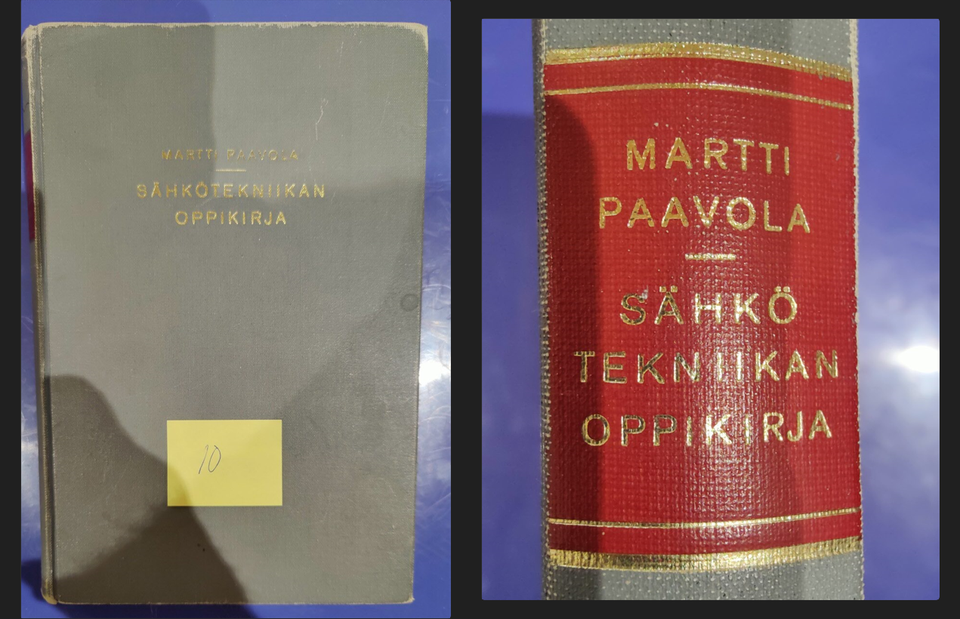 MARTTI PAAVOLA
SÄHKÖTEKNIIKAN
OPPIKIRJA
10
MARTTI
PAAVOLA
SÄHKÖ
TEKNIIKAN
OPPIKIRJA